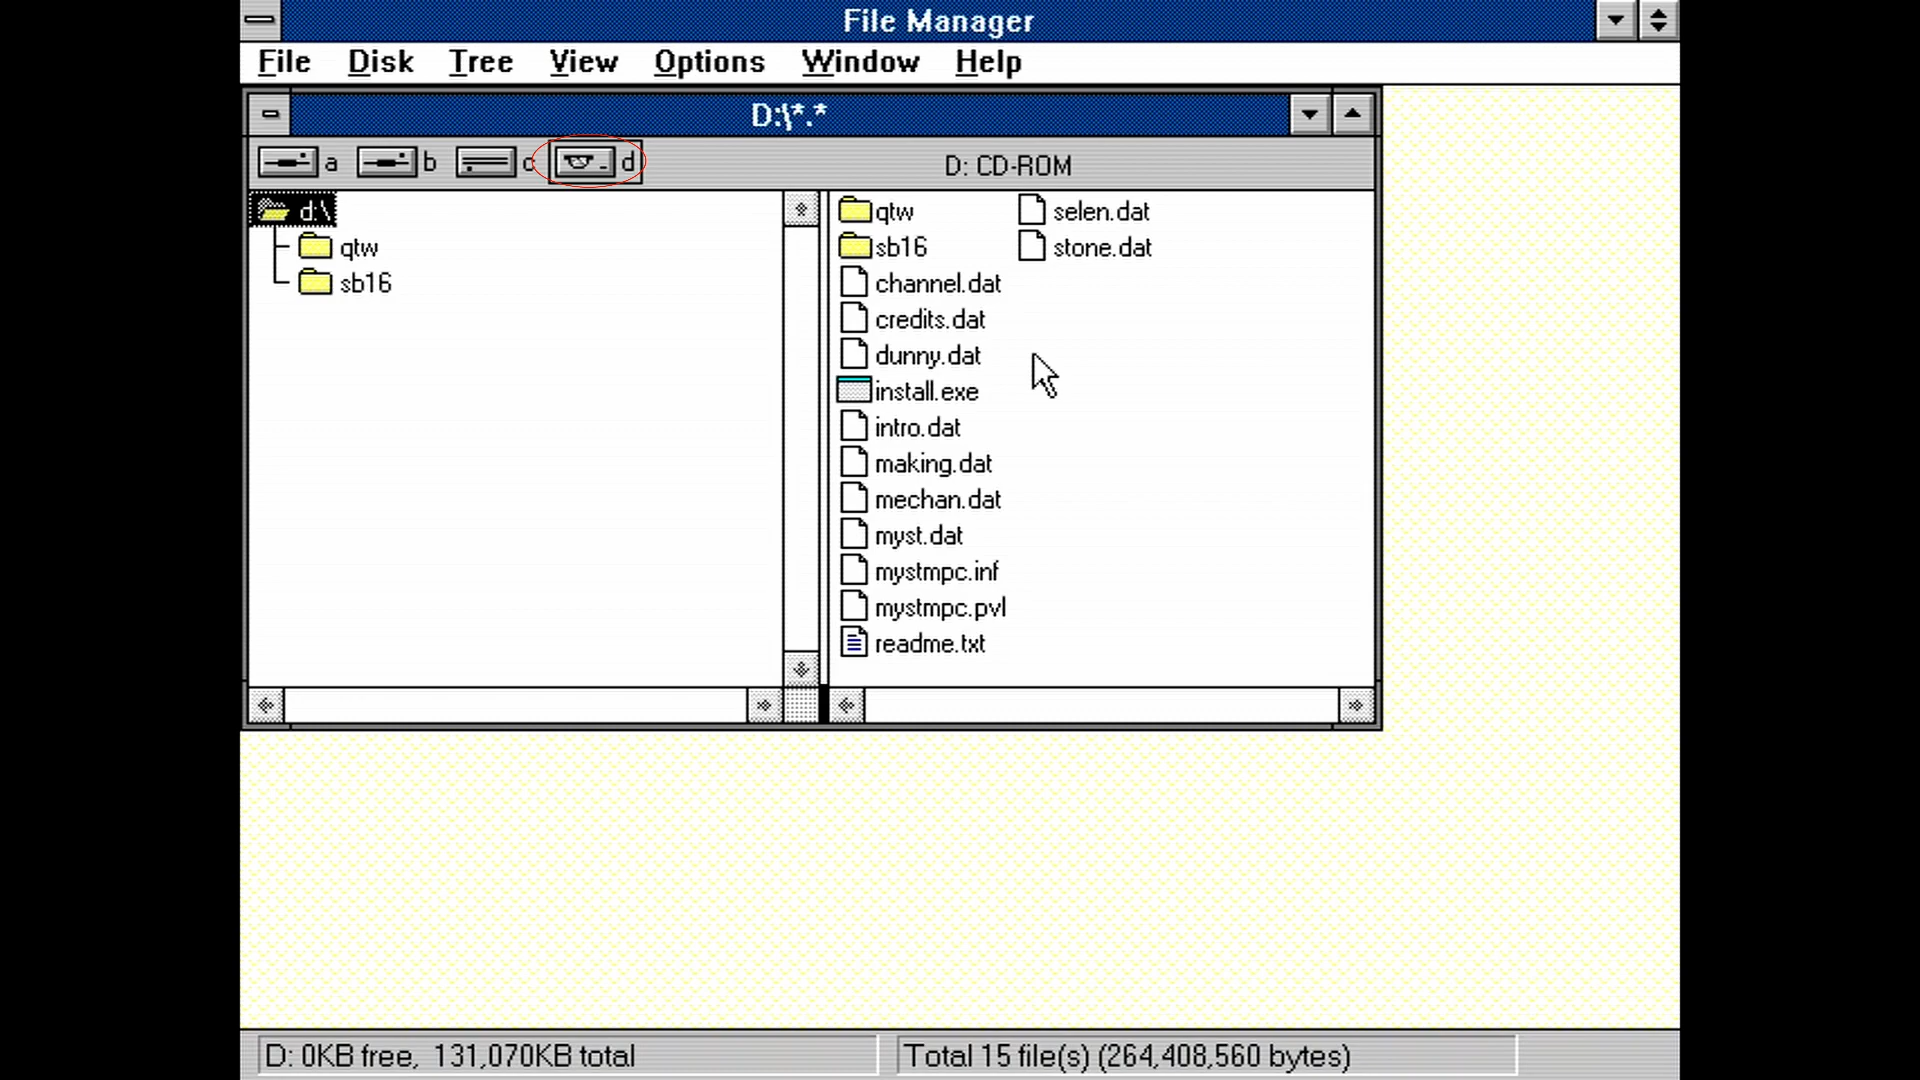 File Manager
File Disk Tree View Options Window Help
D:\*.*
a b c d D: CD-ROM
d:\
qtw
sb16
qtw
sb16
channel.dat
credits.dat
dunny.dat
install.exe
intro.dat
making.dat
mechan.dat
myst.dat
mystmpc.inf
mystmpc.pvl
readme.txt
selen.dat
stone.dat
D: 0KB free, 131,070KB total
Total 15 file(s) (264,408,560 bytes)